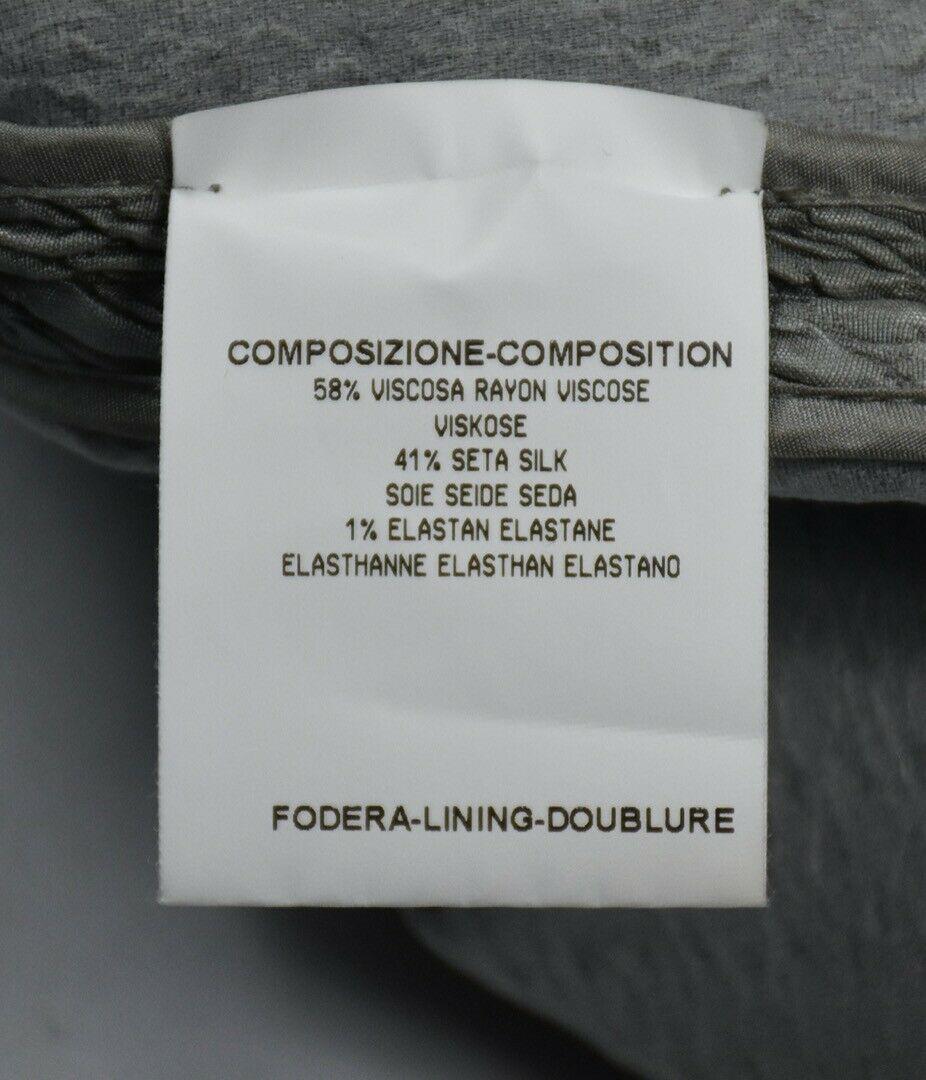 COMPOSIZIONE-COMPOSITION
58% VISCOSA RAYON VISCOSE
VISKOSE
41% SETA SILK
SOIE SEIDE SEDA
1% ELASTAN ELASTANE
ELASTHANNE ELASTHAN ELASTANO
FODERA-LINING-DOUBLURE